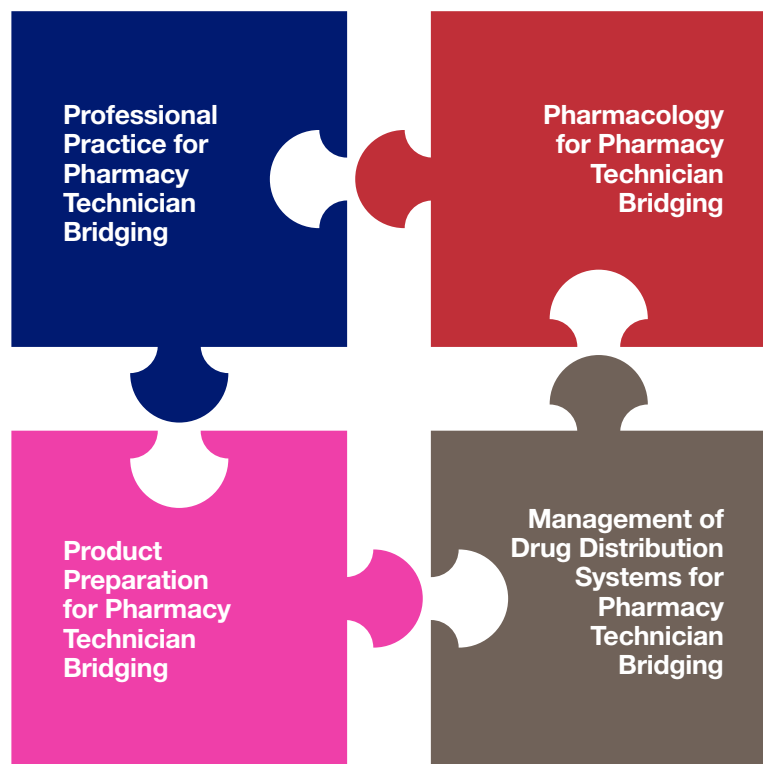 Professional
Practice for
Pharmacy
Technician
Bridging
Pharmacology
for Pharmacy
Technician
Bridging
Product
Preparation
for Pharmacy
Technician
Bridging
Management of
Drug Distribution
Systems for
Pharmacy
Technician
Bridging